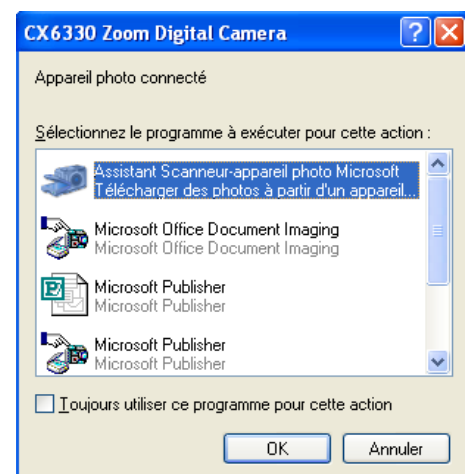 CX6330 Zoom Digital Camera
Appareil photo connecté
Sélectionnez le programme à exécuter pour cette action :
Assistant Scanneur-appareil photo Microsoft
Télécharger des photos à partir d'un appareil...
Microsoft Office Document Imaging
Microsoft Office Document Imaging
Microsoft Publisher
Microsoft Publisher
Microsoft Publisher
Microsoft Publisher
Toujours utiliser ce programme pour cette action
OK Annuler